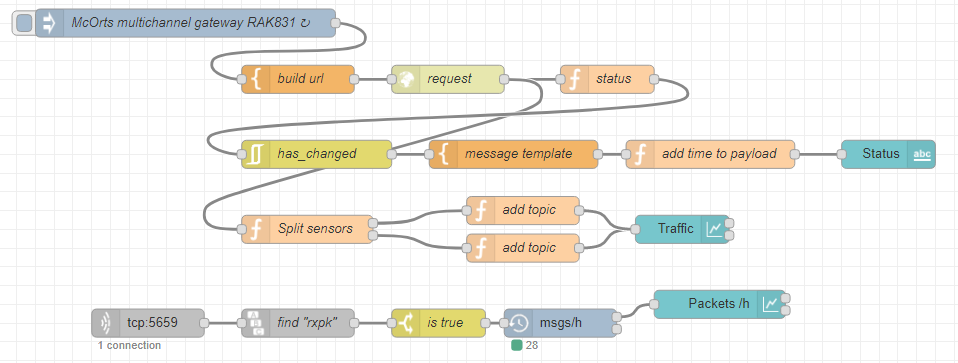 McOrts multichannel gateway RAK831 ↻
build url
request
status
has_changed
message template
add time to payload
Status
abc
Split sensors
add topic
Traffic
add topic
Packets /h
tcp:5659
find "rxpk"
A B C
is true
msgs/h
1 connection
28